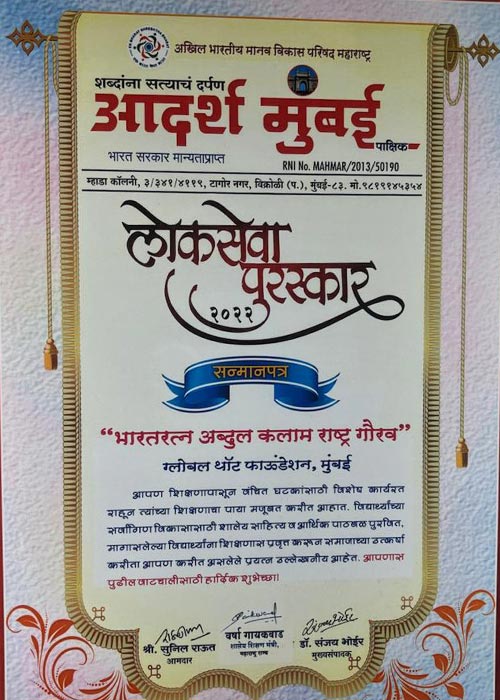 अखिल भारतीय मानव विकास परिषद महाराष्ट्र
शब्दांना सत्याचं दर्पण
आदर्श मुंबई
पाक्षिक
भारत सरकार मान्यताप्राप्त
RNI No. MAHMAR/2013/50190
म्हाडा कॉलनी, ३/३४१/४११९, टागोर नगर, विक्रोळी (प.), मुंबई-८३. मो.९८१९१४५३५४
लोकसेवा
पुरस्कार
२०२२
सन्मानपत्र
“भारतरत्न अब्दुल कलाम राष्ट्र गौरव”
ग्लोबल थॉट फाऊंडेशन, मुंबई
आपण शिक्षणापासून वंचित घटकांसाठी विशेष कार्यरत
राहून त्यांच्या शिक्षणाचा पाया मजबूत करीत आहात. विद्यार्थ्यांच्या
सर्वांगिण विकासासाठी शालेय साहित्य व आर्थिक पाठबळ पुरवित,
मागासलेल्या विद्यार्थ्यांना शिक्षणास प्रवृत्त करून समाजाच्या उत्कर्षा
करीता आपण करीत असलेले प्रयत्न उल्लेखनीय आहेत. आपणास
पुढील वाटचालीसाठी हार्दिक शुभेच्छा!
श्री. सुनिल राऊत
आमदार
वर्षा गायकवाड
शालेय शिक्षण मंत्री,
महाराष्ट्र राज्य
डॉ. संजय भोईर
मुख्यसंपादक